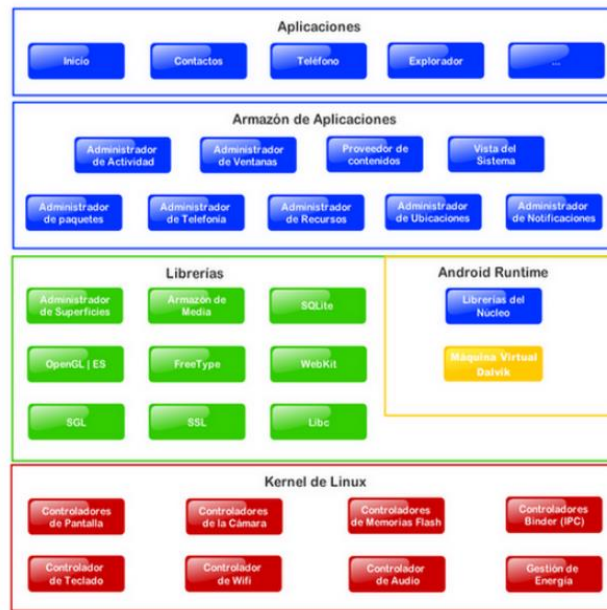 Aplicaciones
Inicio
Contactos
Teléfono
Explorador
...
Armazón de Aplicaciones
Administrador
de Actividad
Administrador
de Ventanas
Proveedor de
contenidos
Vista del
Sistema
Administrador
de paquetes
Administrador
de Telefonía
Administrador
de Recursos
Administrador
de Ubicaciones
Administrador
de Notificaciones
Librerías
Administrador
de Superficies
Armazón de
Media
SQLite
OpenGL | ES
FreeType
WebKit
SGL
SSL
Libc
Android Runtime
Librerías del
Núcleo
Máquina Virtual
Dalvik
Kernel de Linux
Controladores
de Pantalla
Controladores
de la Cámara
Controladores
de Memorias Flash
Controladores
Binder (IPC)
Controlador
de Teclado
Controlador
de Wifi
Controlador
de Audio
Gestión de
Energía